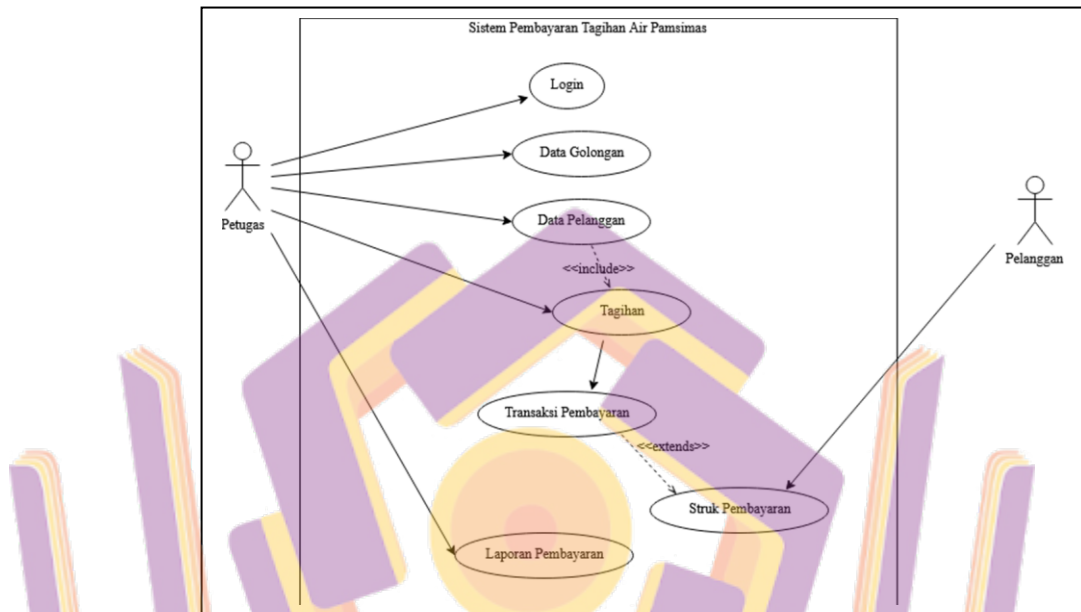 Sistem Pembayaran Tagihan Air Pamsimas
Login
Data Golongan
Data Pelanggan
Petugas
Pelanggan
<<include>>
Tagihan
Transaksi Pembayaran
<<extends>>
Struk Pembayaran
Laporan Pembayaran